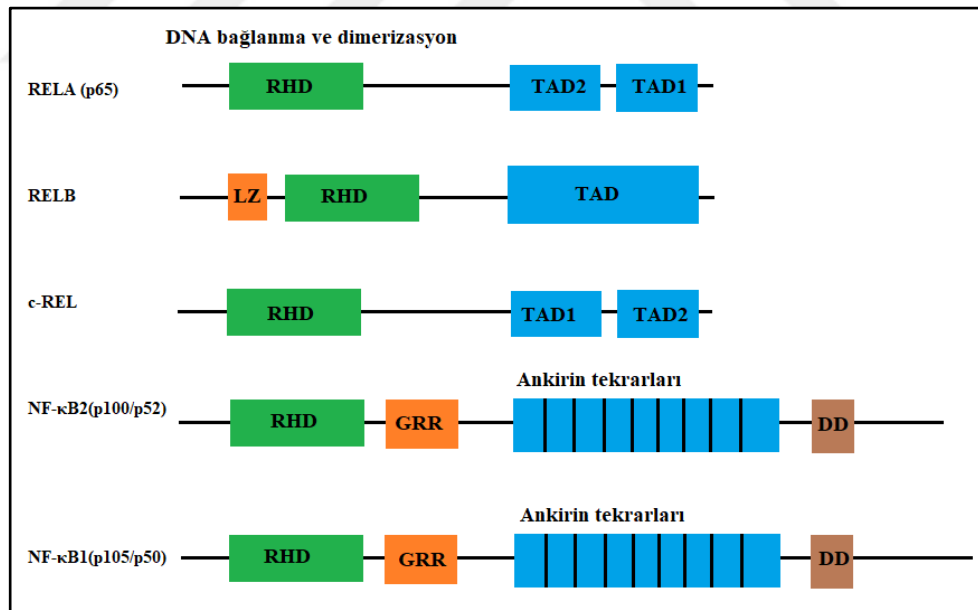 DNA bağlanma ve dimerizasyon
RELA (p65) RHD TAD2 TAD1
RELB LZ RHD TAD
c-REL RHD TAD1 TAD2
Ankirin tekrarları
NF-κB2(p100/p52) RHD GRR DD
Ankirin tekrarları
NF-κB1(p105/p50) RHD GRR DD